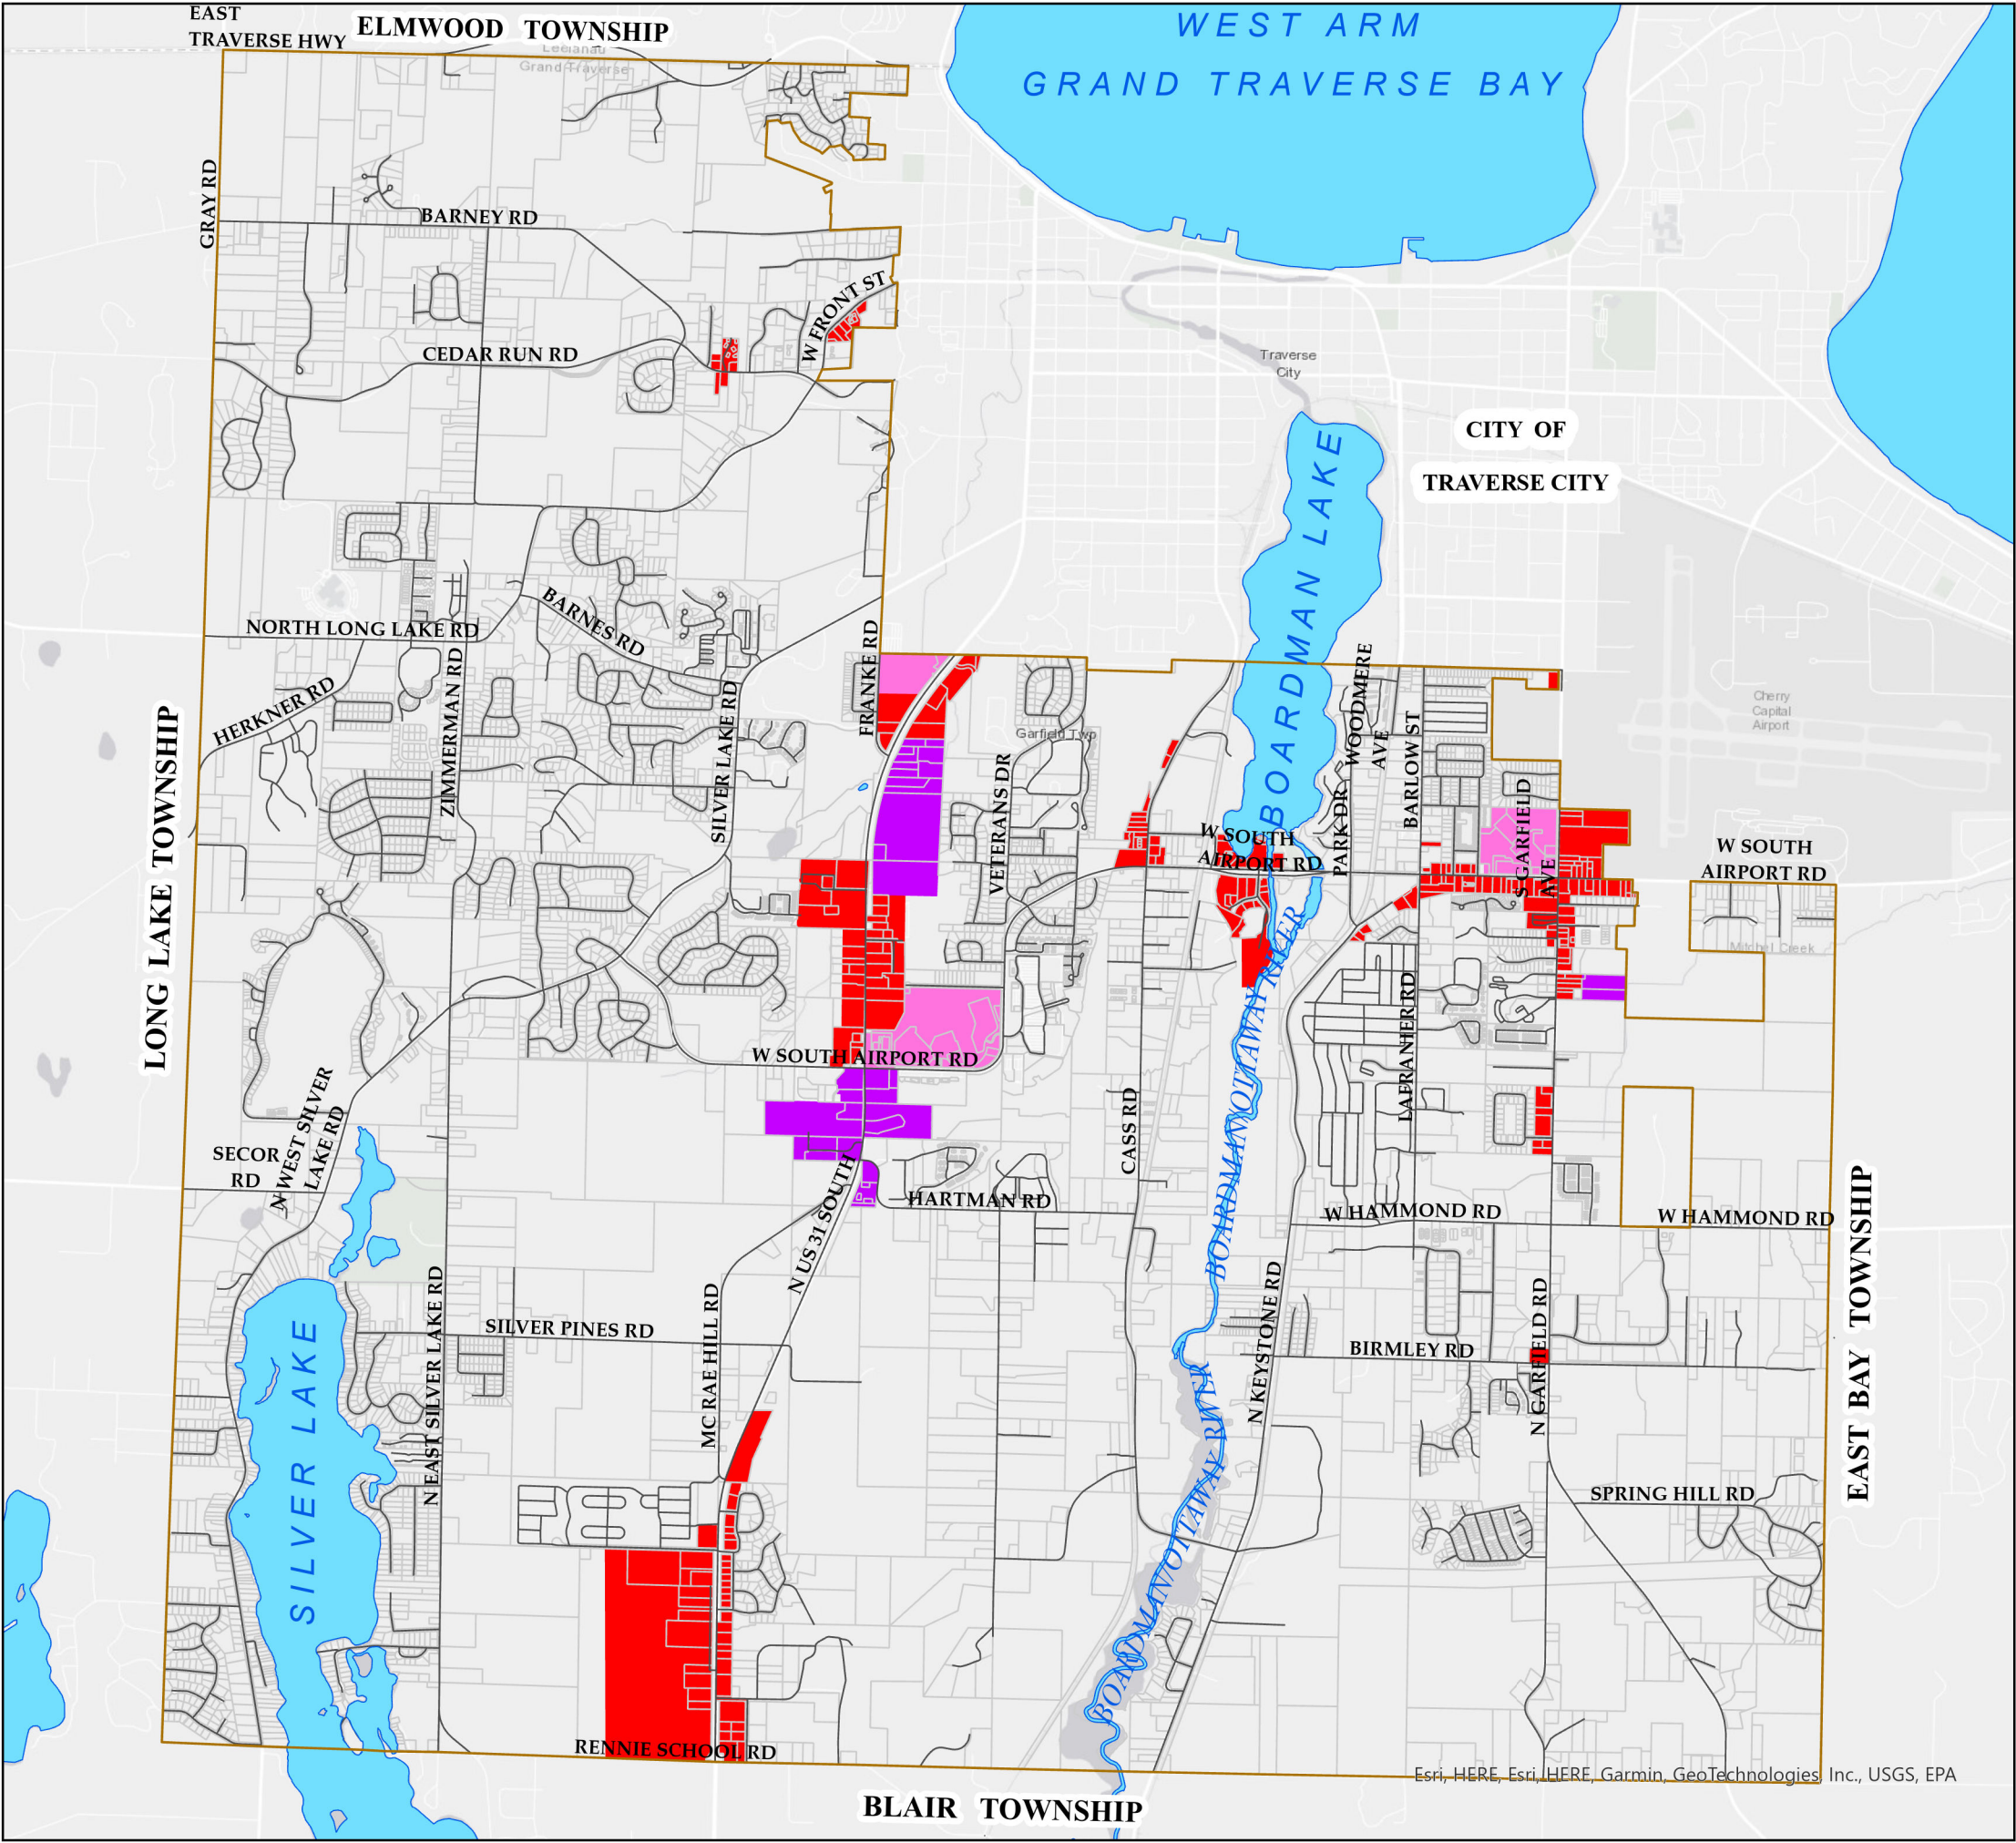 EAST
TRAVERSE HWY
ELMWOOD TOWNSHIP
Leelanau
Grand Traverse
WEST ARM
GRAND TRAVERSE BAY
GRAY RD
BARNEY RD
W FRONT ST
CEDAR RUN RD
Traverse
City
CITY OF
TRAVERSE CITY
BOARDMAN LAKE
NORTH LONG LAKE RD
BARNES RD
HERKNER RD
ZIMMERMAN RD
SILVER LAKE RD
FRANKE RD
Garfield Twp
VETERANS DR
WOODMERE
AVE
BARLOW ST
PARK DR
Cherry
Capital
Airport
LONG LAKE TOWNSHIP
W SOUTH
AIRPORT RD
S GARFIELD
AVE
W SOUTH
AIRPORT RD
Mitchel Creek
BOARDMAN/OTTAWAY RIVER
LAFRANIER RD
W SOUTH AIRPORT RD
CASS RD
SECOR
RD
N WEST SILVER
LAKE RD
N US 31 SOUTH
HARTMAN RD
W HAMMOND RD
W HAMMOND RD
EAST BAY TOWNSHIP
SILVER LAKE
N EAST SILVER LAKE RD
SILVER PINES RD
MC RAE HILL RD
N KEYSTONE RD
BIRMLEY RD
N GARFIELD RD
SPRING HILL RD
BOARDMAN/OTTAWAY RIVER
RENNIE SCHOOL RD
BLAIR TOWNSHIP
Esri, HERE, Esri, HERE, Garmin, GeoTechnologies, Inc., USGS, EPA